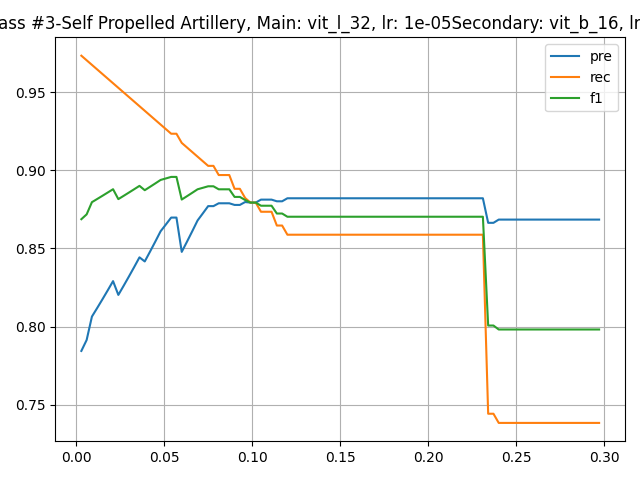 ass #3-Self Propelled Artillery, Main: vit_l_32, lr: 1e-05Secondary: vit_b_16, lr
pre
rec
f1
0.95
0.90
0.85
0.80
0.75
0.00 0.05 0.10 0.15 0.20 0.25 0.30